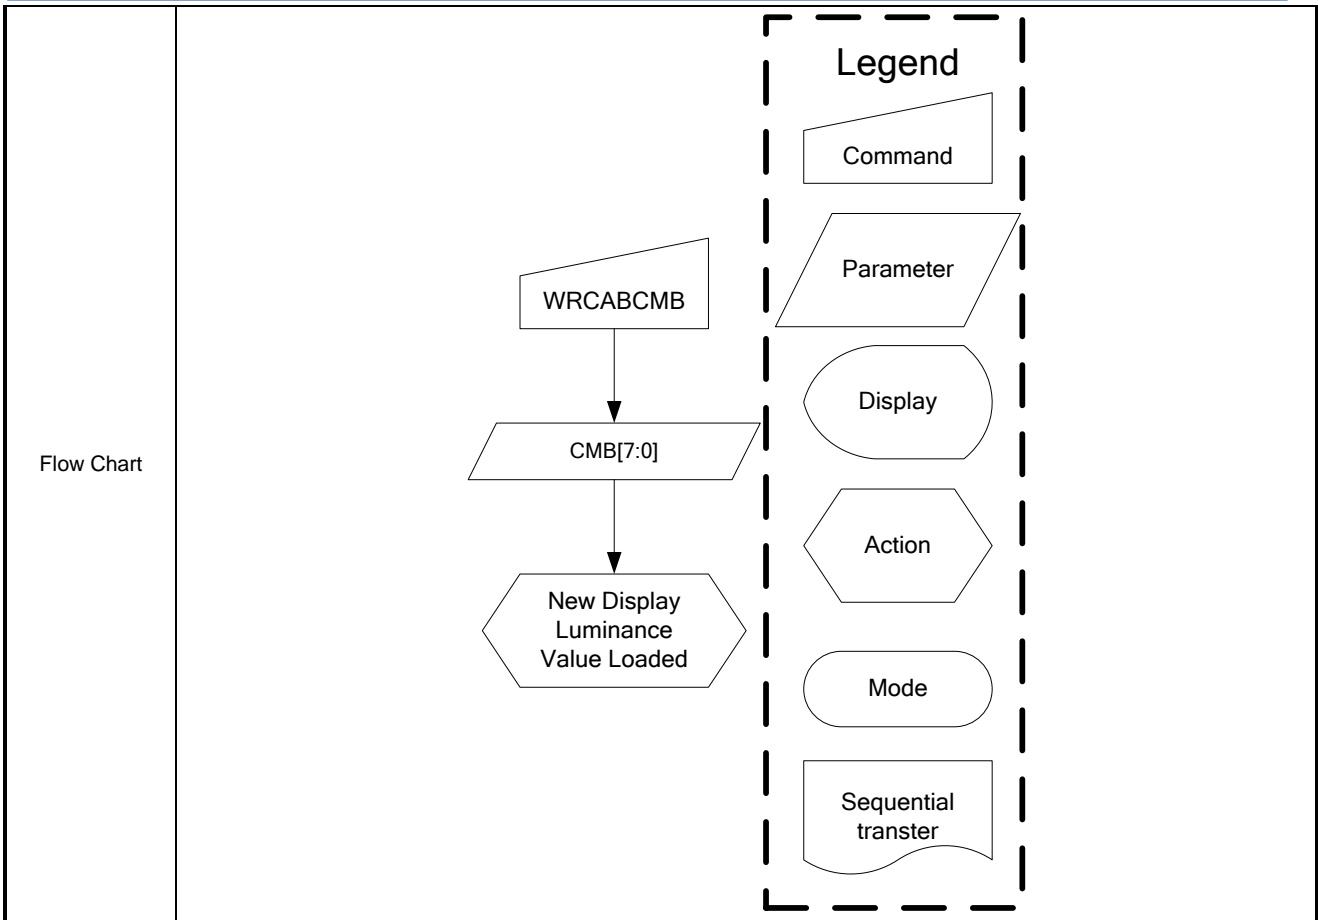 Flow Chart
WRCABCMB
CMB[7:0]
New Display
Luminance
Value Loaded
Legend
Command
Parameter
Display
Action
Mode
Sequential
transter